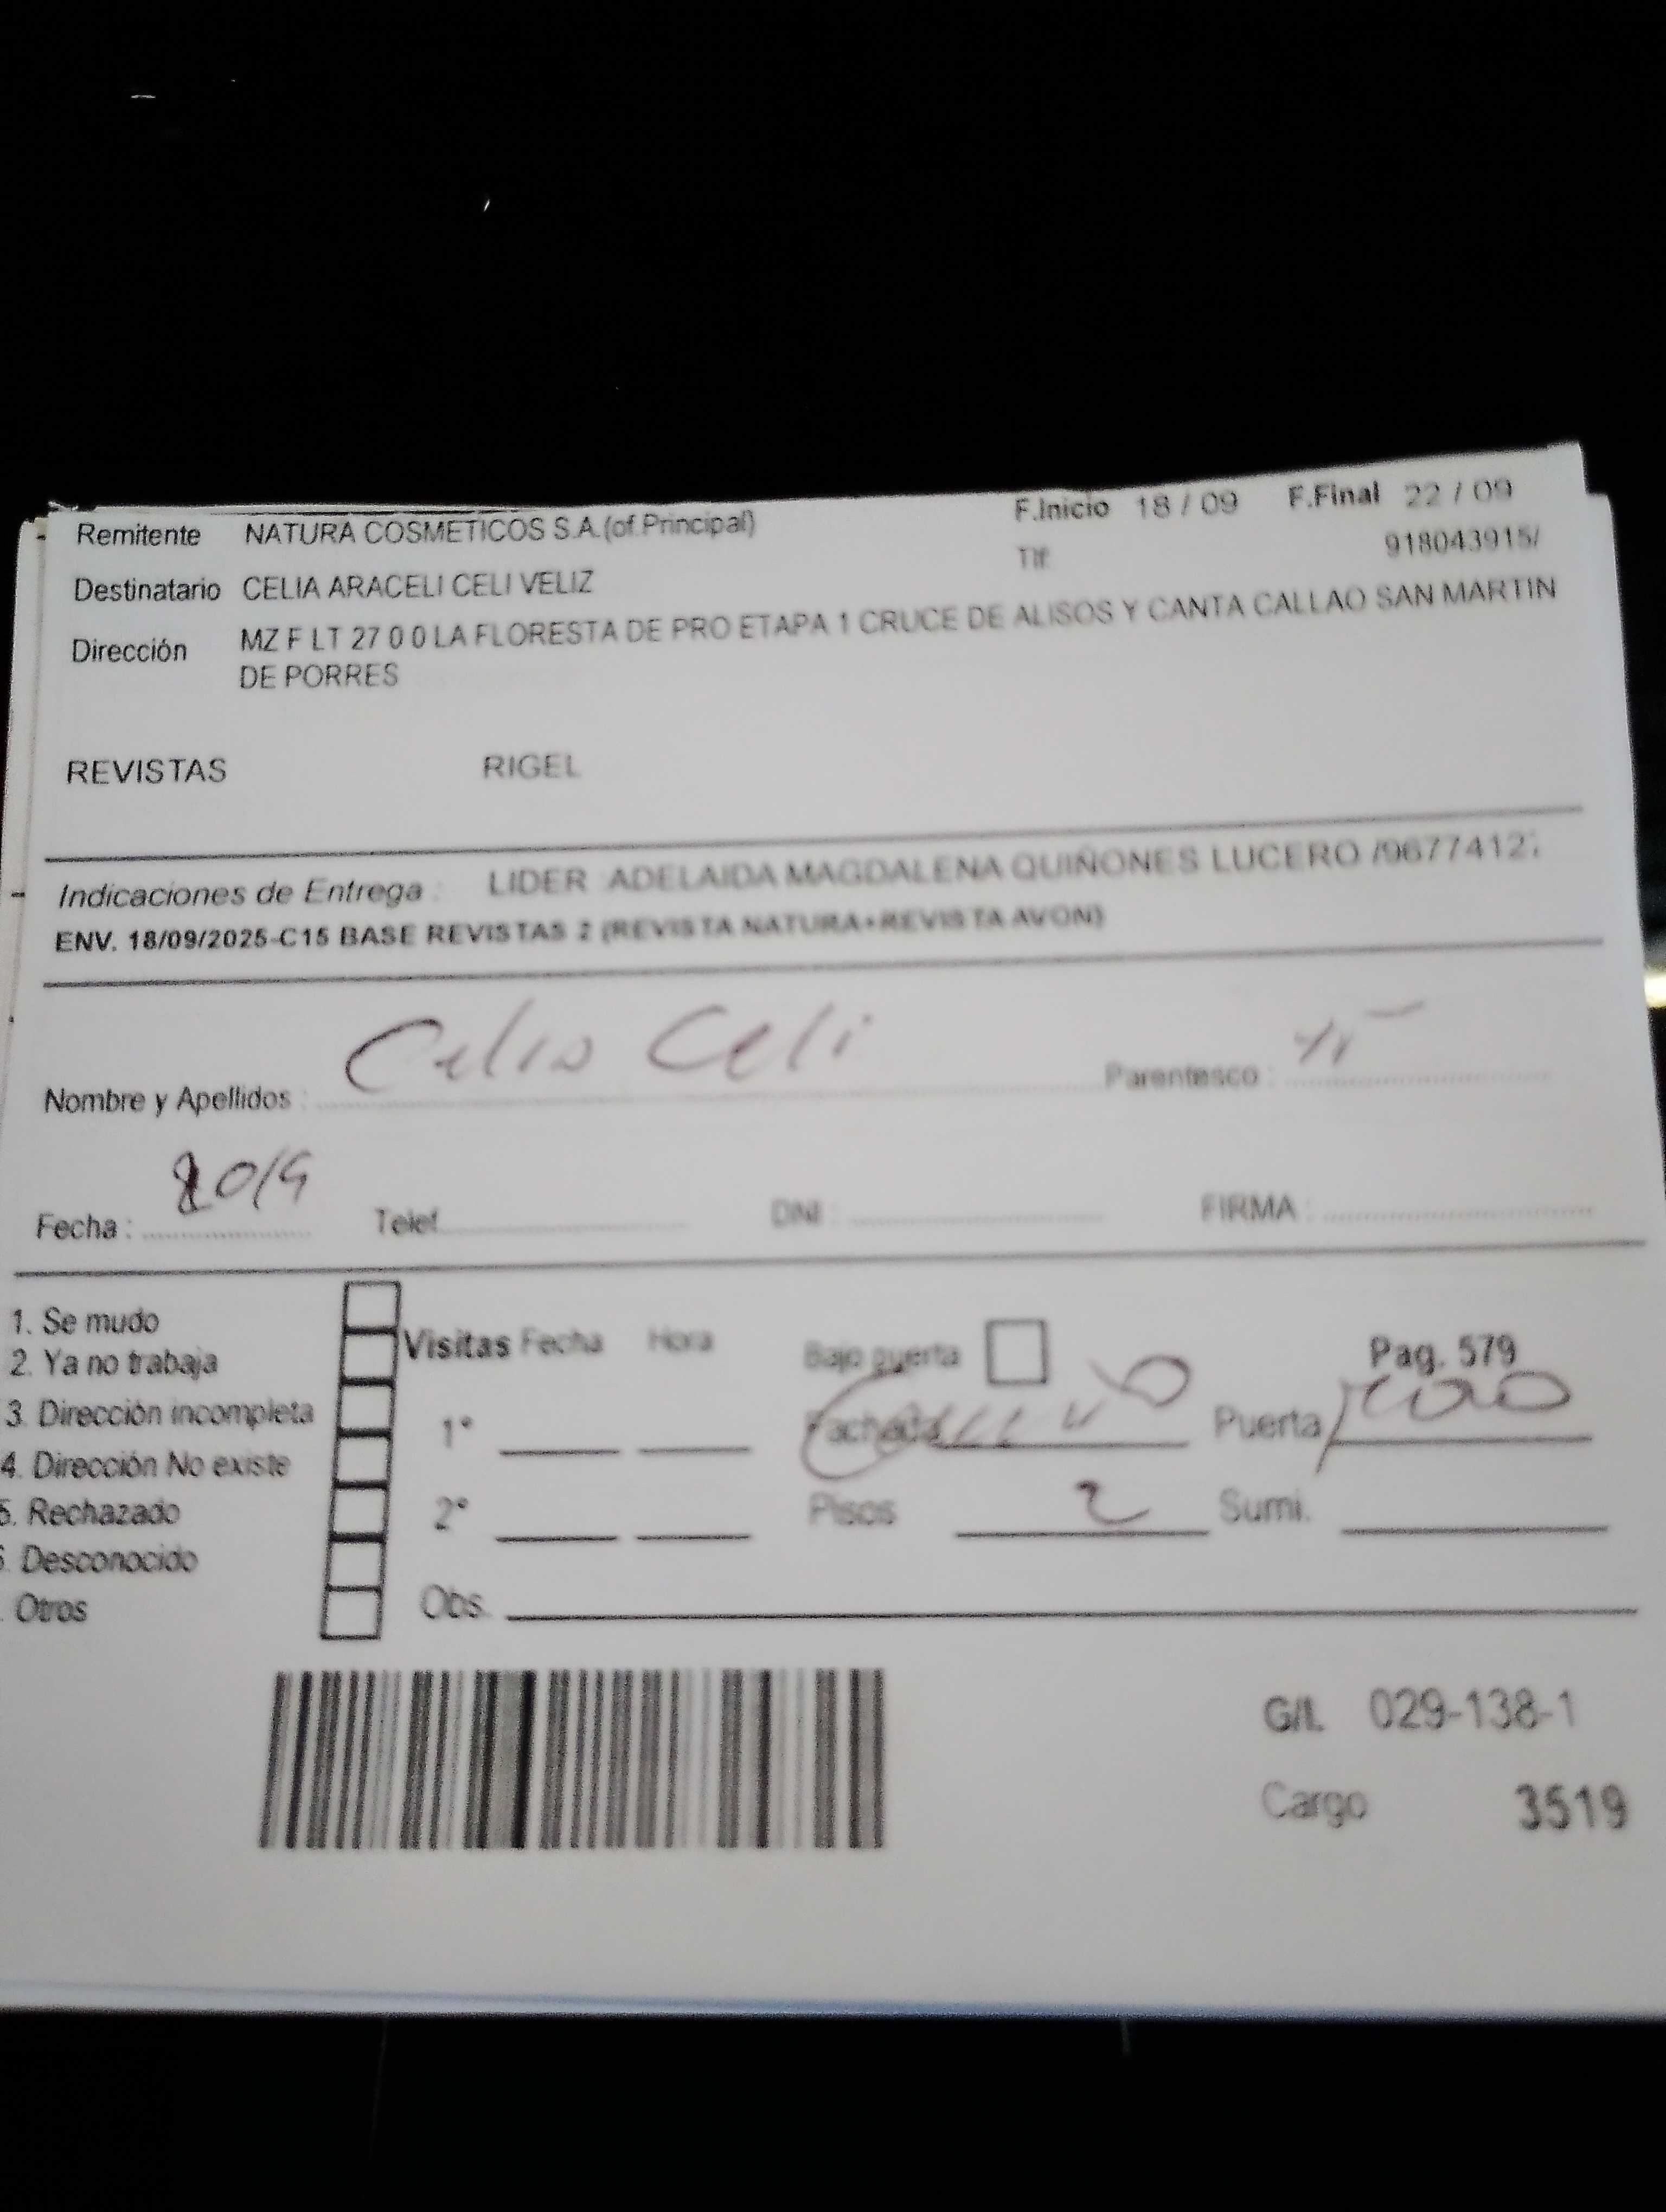 F.Inicio 18 / 09 F.Final 22 / 09
Remitente NATURA COSMETICOS S.A.(of.Principal)
Tlf. 918043915/
Destinatario CELIA ARACELI CELI VELIZ
Dirección MZ F LT 27 0 0 LA FLORESTA DE PRO ETAPA 1 CRUCE DE ALISOS Y CANTA CALLAO SAN MARTIN
DE PORRES
REVISTAS RIGEL
Indicaciones de Entrega : LIDER ADELAIDA MAGDALENA QUIÑONES LUCERO /9677412
ENV. 18/09/2025-C15 BASE REVISTAS 2 (REVISTA NATURA+REVISTA AVON)
Nombre y Apellidos : Celia Celi Parentesco :
Fecha : 20/9 Telef. DNI : FIRMA :
1. Se mudo
2. Ya no trabaja
3. Dirección incompleta
4. Dirección No existe
5. Rechazado
. Desconocido
. Otros
Visitas Fecha Hora
1°
2°
Obs.
Bajo puerta
Fachada
Pisos 2
Pag. 579
Puerta
Sumi.
G/L 029-138-1
Cargo 3519